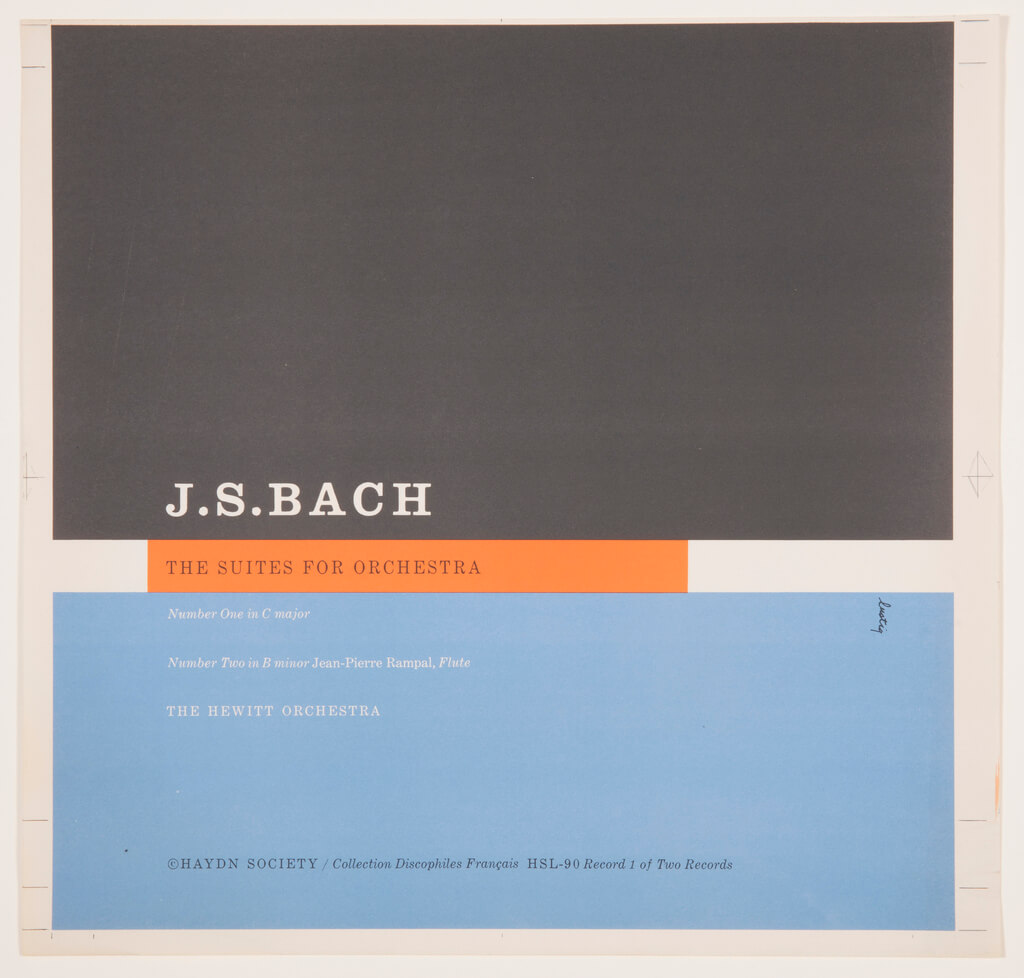 J.S.BACH
THE SUITES FOR ORCHESTRA
Number One in C major
lustig
Number Two in B minor Jean-Pierre Rampal, Flute
THE HEWITT ORCHESTRA
©HAYDN SOCIETY / Collection Discophiles Français HSL-90 Record 1 of Two Records